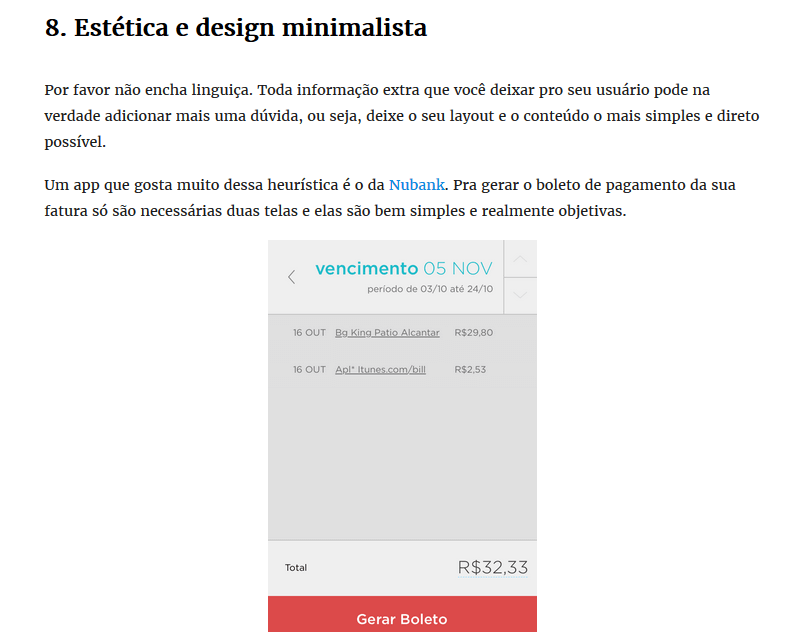 8. Estética e design minimalista
Por favor não encha linguiça. Toda informação extra que você deixar pro seu usuário pode na
verdade adicionar mais uma dúvida, ou seja, deixe o seu layout e o conteúdo o mais simples e direto
possível.
Um app que gosta muito dessa heurística é o da Nubank. Pra gerar o boleto de pagamento da sua
fatura só são necessárias duas telas e elas são bem simples e realmente objetivas.
vencimento 05 NOV
período de 03/10 até 24/10
16 OUT Bg King Patio Alcantar R$29,80
16 OUT Apl* Itunes.com/bill R$2,53
Total R$32,33
Gerar Boleto